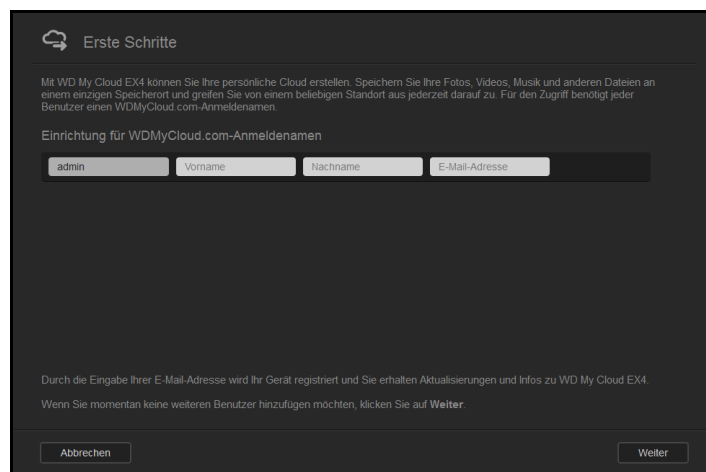 Erste Schritte
Mit WD My Cloud EX4 können Sie Ihre persönliche Cloud erstellen. Speichern Sie Ihre Fotos, Videos, Musik und anderen Dateien an
einem einzigen Speicherort und greifen Sie von einem beliebigen Standort aus jederzeit darauf zu. Für den Zugriff benötigt jeder
Benutzer einen WDMyCloud.com-Anmeldenamen.
Einrichtung für WDMyCloud.com-Anmeldenamen
admin Vorname Nachname E-Mail-Adresse
Durch die Eingabe Ihrer E-Mail-Adresse wird Ihr Gerät registriert und Sie erhalten Aktualisierungen und Infos zu WD My Cloud EX4.
Wenn Sie momentan keine weiteren Benutzer hinzufügen möchten, klicken Sie auf Weiter.
Abbrechen Weiter